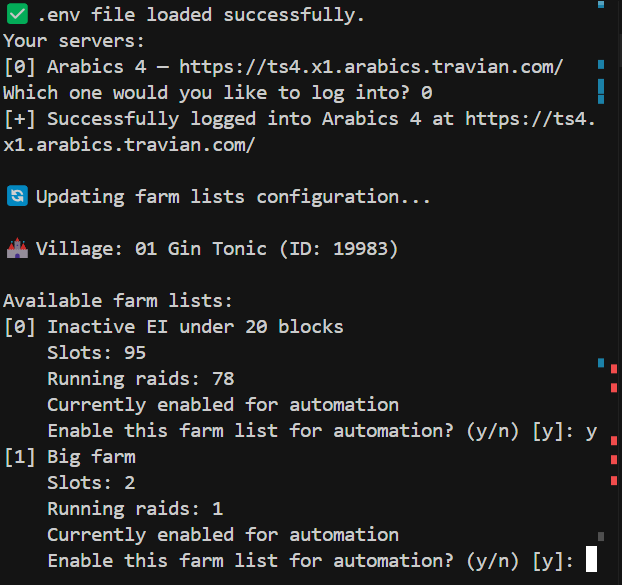 ✅ .env file loaded successfully.
Your servers:
[0] Arabics 4 — https://ts4.x1.arabics.travian.com/
Which one would you like to log into? 0
[+] Successfully logged into Arabics 4 at https://ts4.
x1.arabics.travian.com/
🔄 Updating farm lists configuration...
🏰 Village: 01 Gin Tonic (ID: 19983)
Available farm lists:
[0] Inactive EI under 20 blocks
    Slots: 95
    Running raids: 78
    Currently enabled for automation
    Enable this farm list for automation? (y/n) [y]: y
[1] Big farm
    Slots: 2
    Running raids: 1
    Currently enabled for automation
    Enable this farm list for automation? (y/n) [y]: